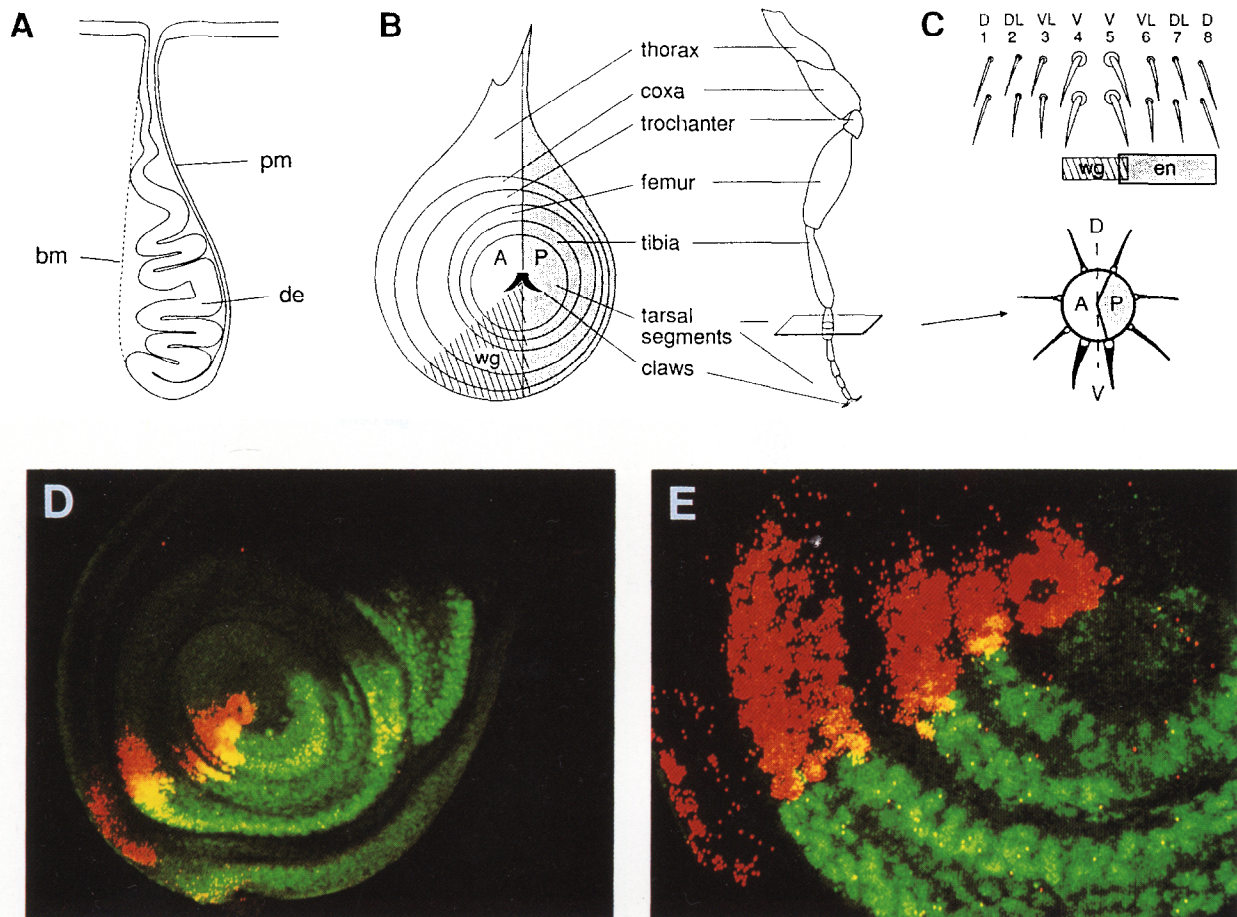 A
pm
bm
de
B
thorax
coxa
trochanter
femur
tibia
tarsal
segments
claws
A P
wg
C
D DL VL V V VL DL D
1 2 3 4 5 6 7 8
wg en
D
A P
V
D
E